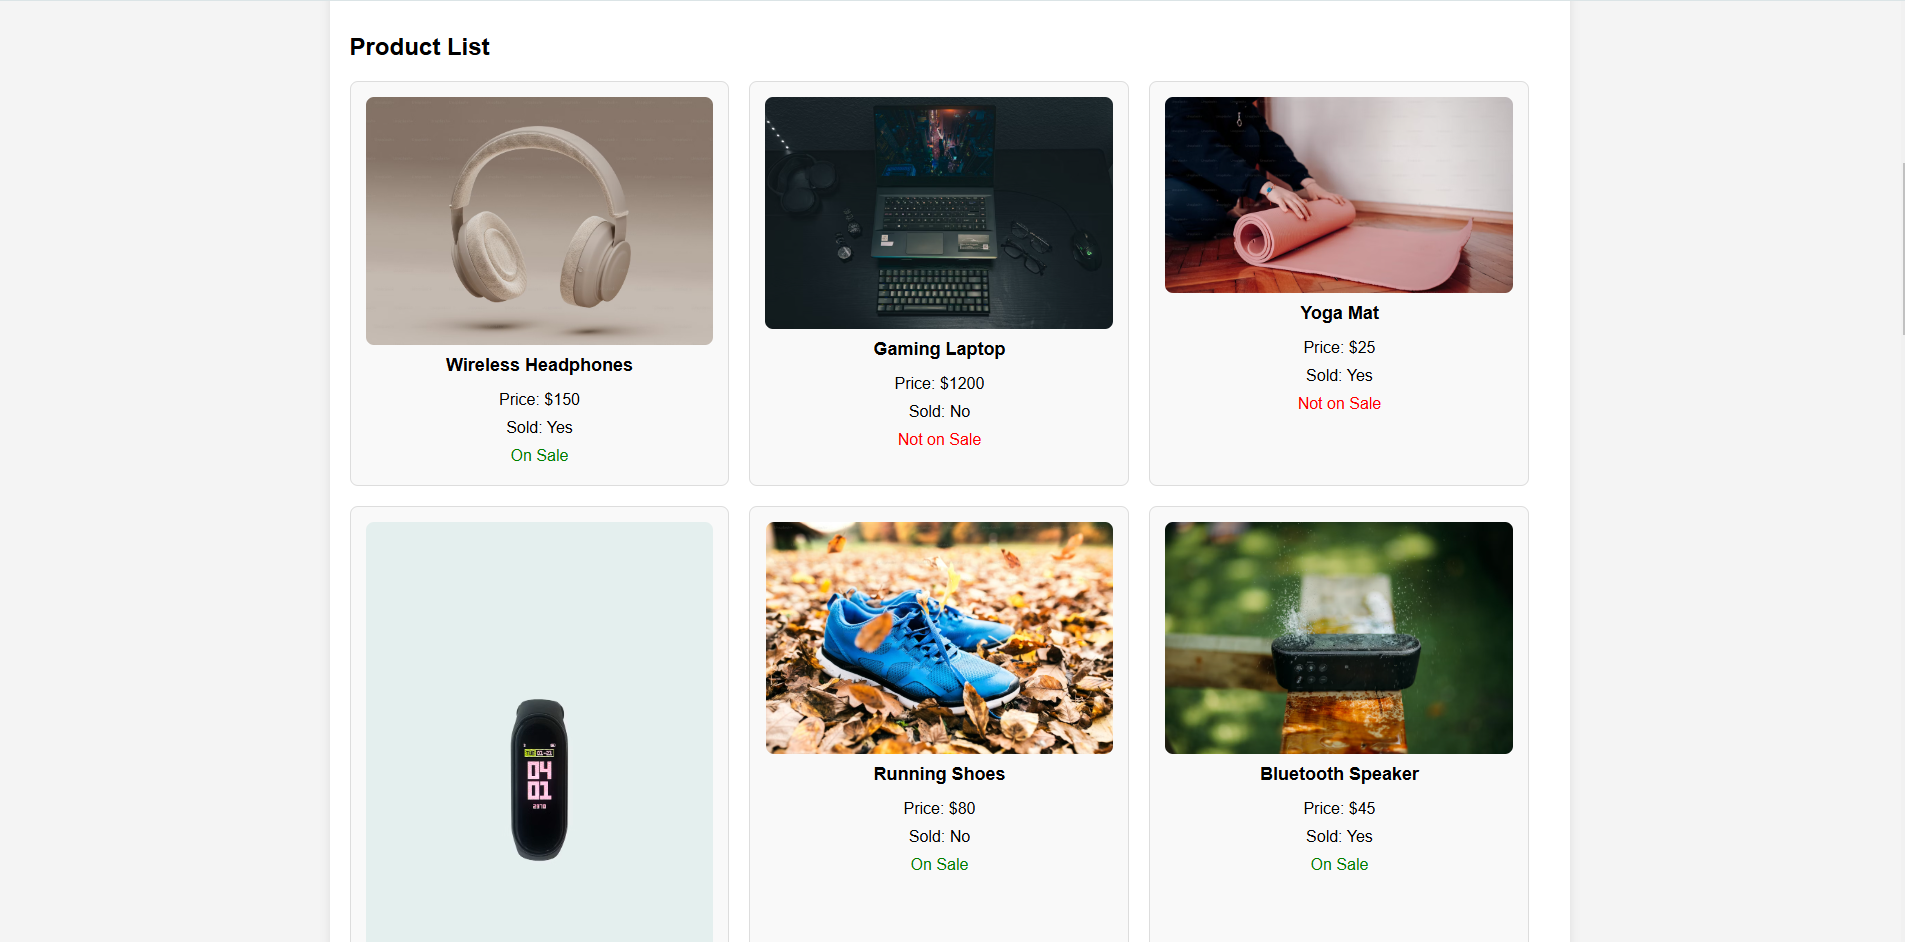 Product List
Wireless Headphones
Price: $150
Sold: Yes
On Sale
Gaming Laptop
Price: $1200
Sold: No
Not on Sale
Yoga Mat
Price: $25
Sold: Yes
Not on Sale
04
01
2378
Running Shoes
Price: $80
Sold: No
On Sale
Bluetooth Speaker
Price: $45
Sold: Yes
On Sale